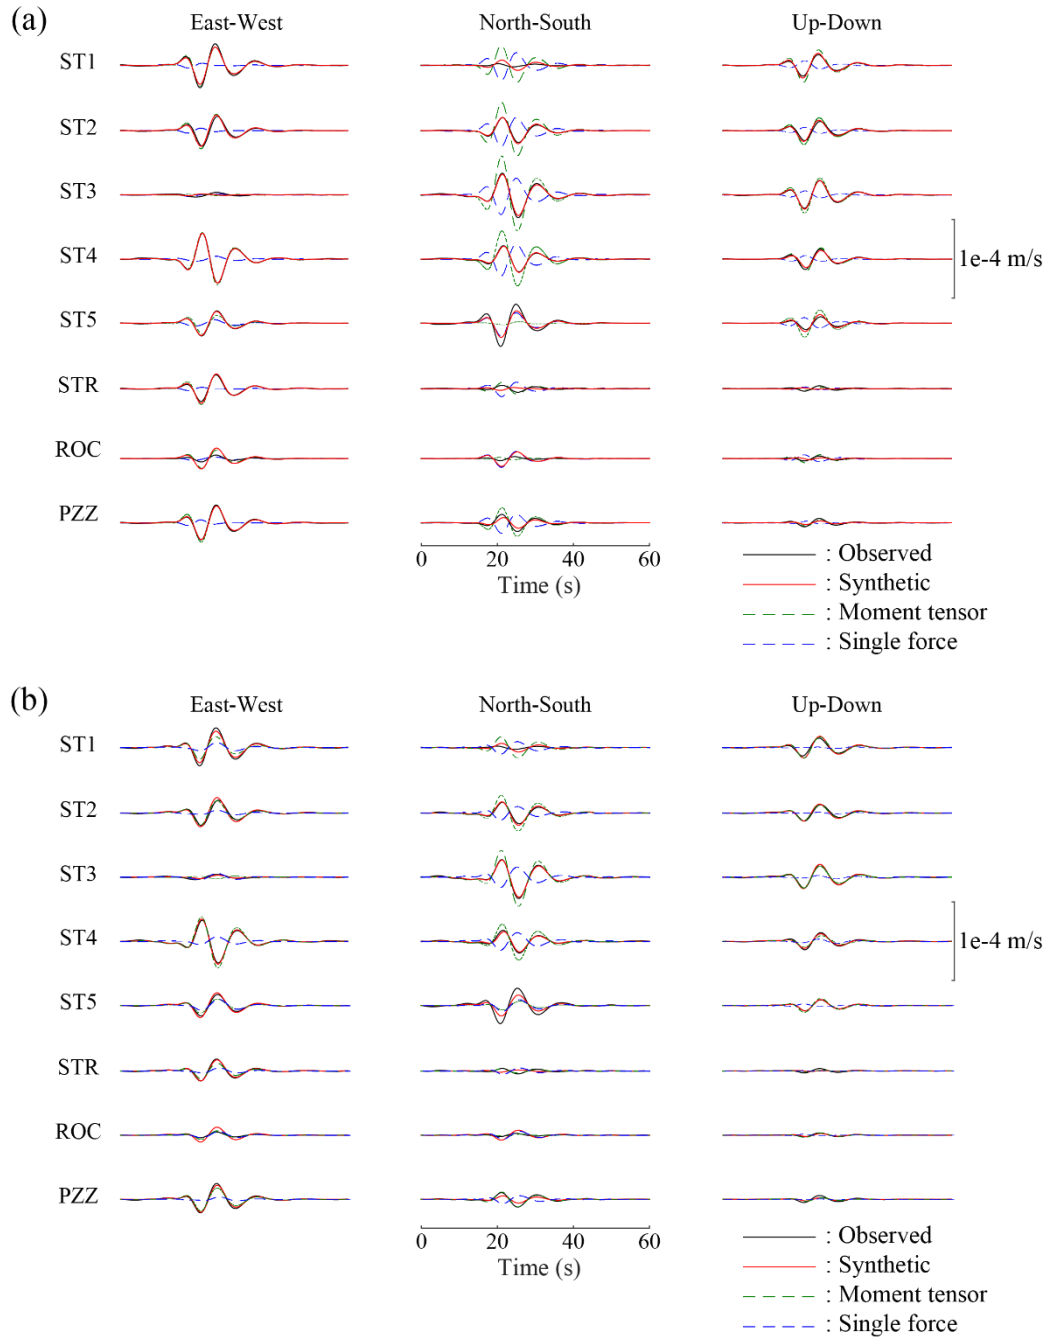 (a)
East-West North-South Up-Down
ST1
ST2
ST3
ST4
1e-4 m/s
ST5
STR
ROC
PZZ
0 20 40 60
Time (s)
: Observed
: Synthetic
: Moment tensor
: Single force
(b)
East-West North-South Up-Down
ST1
ST2
ST3
ST4
1e-4 m/s
ST5
STR
ROC
PZZ
0 20 40 60
Time (s)
: Observed
: Synthetic
: Moment tensor
: Single force